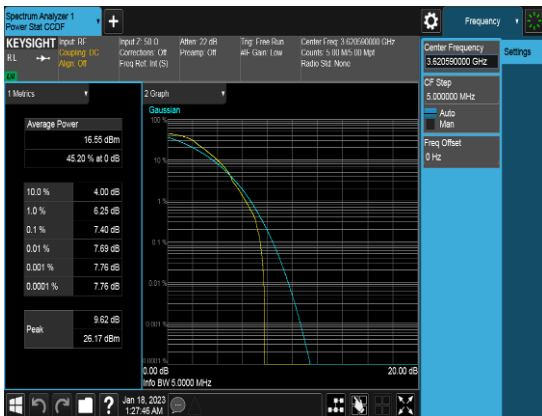 Spectrum Analyzer 1
Power Stat CCDF
Frequency
KEYSIGHT
RL
Input: RF
Coupling: DC
Align: Off
Input Z: 50 Ω
Corrections: Off
Freq Ref: Int (S)
Atten: 22 dB
Preamp: Off
Trig: Free Run
#IF Gain: Low
Center Freq: 3.620590000 GHz
Counts: 5.00 M/5.00 Mpt
Radio Std: None
Center Frequency
3.620590000 GHz
Settings
CF Step
5.000000 MHz
Auto
Man
Freq Offset
0 Hz
1 Metrics
Average Power
16.55 dBm
45.20 % at 0 dB
10.0 % 4.00 dB
1.0 % 6.25 dB
0.1 % 7.40 dB
0.01 % 7.69 dB
0.001 % 7.76 dB
0.0001 % 7.76 dB
Peak
9.62 dB
26.17 dBm
2 Graph
Gaussian
100 %
10 %
1 %
0.1 %
0.01 %
0.001 %
0.0001 %
0.00 dB
20.00 dB
Info BW 5.0000 MHz
Jan 18, 2023
1:27:46 AM